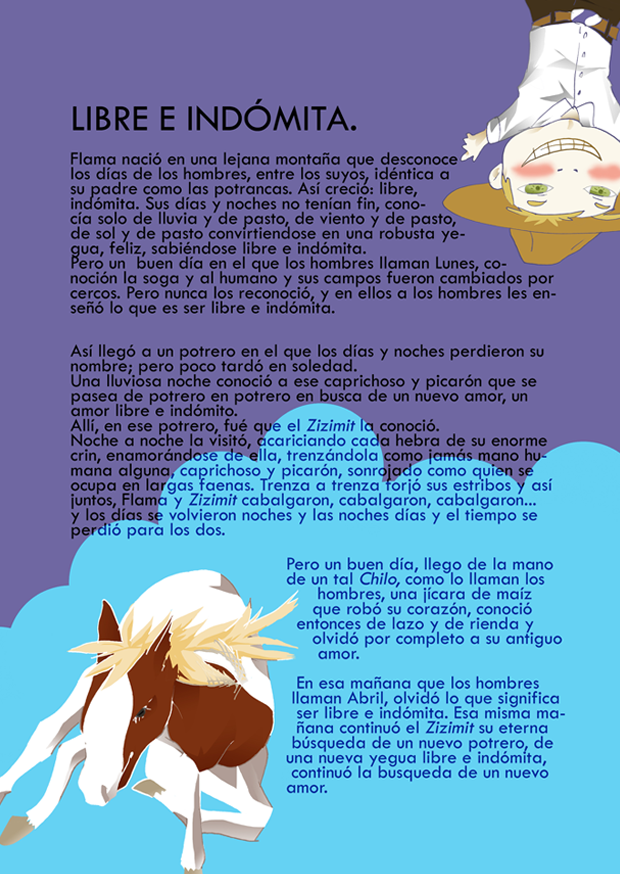 LIBRE E INDÓMITA.
Flama nació en una lejana montaña que desconoce
los días de los hombres, entre los suyos, idéntica a
su padre como las potrancas. Así creció: libre,
indómita. Sus días y noches no tenían fin, cono-
cía solo de lluvia y de pasto, de viento y de pasto,
de sol y de pasto convirtiendose en una robusta ye-
gua, feliz, sabiéndose libre e indómita.
Pero un  buen día en el que los hombres llaman Lunes, co-
noción la soga y al humano y sus campos fueron cambiados por
cercos. Pero nunca los reconoció, y en ellos a los hombres les en-
señó lo que es ser libre e indómita.
Así llegó a un potrero en el que los días y noches perdieron su
nombre; pero poco tardó en soledad.
Una lluviosa noche conoció a ese caprichoso y picarón que se
pasea de potrero en potrero en busca de un nuevo amor, un
amor libre e indómito.
Allí, en ese potrero, fué que el Zizimit la conoció.
Noche a noche la visitó, acariciando cada hebra de su enorme
crin, enamorándose de ella, trenzándola como jamás mano hu-
mana alguna, caprichoso y picarón, sonrojado como quien se
ocupa en largas faenas. Trenza a trenza forjó sus estribos y así
juntos, Flama y Zizimit cabalgaron, cabalgaron, cabalgaron...
y los días se volvieron noches y las noches días y el tiempo se
perdió para los dos.
Pero un buen día, llego de la mano
de un tal Chilo, como lo llaman los
hombres, una jícara de maíz
que robó su corazón, conoció
entonces de lazo y de rienda y
olvidó por completo a su antiguo
amor.
En esa mañana que los hombres
llaman Abril, olvidó lo que significa
ser libre e indómita. Esa misma ma-
ñana continuó el Zizimit su eterna
búsqueda de un nuevo potrero, de
una nueva yegua libre e indómita,
continuó la busqueda de un nuevo
amor.